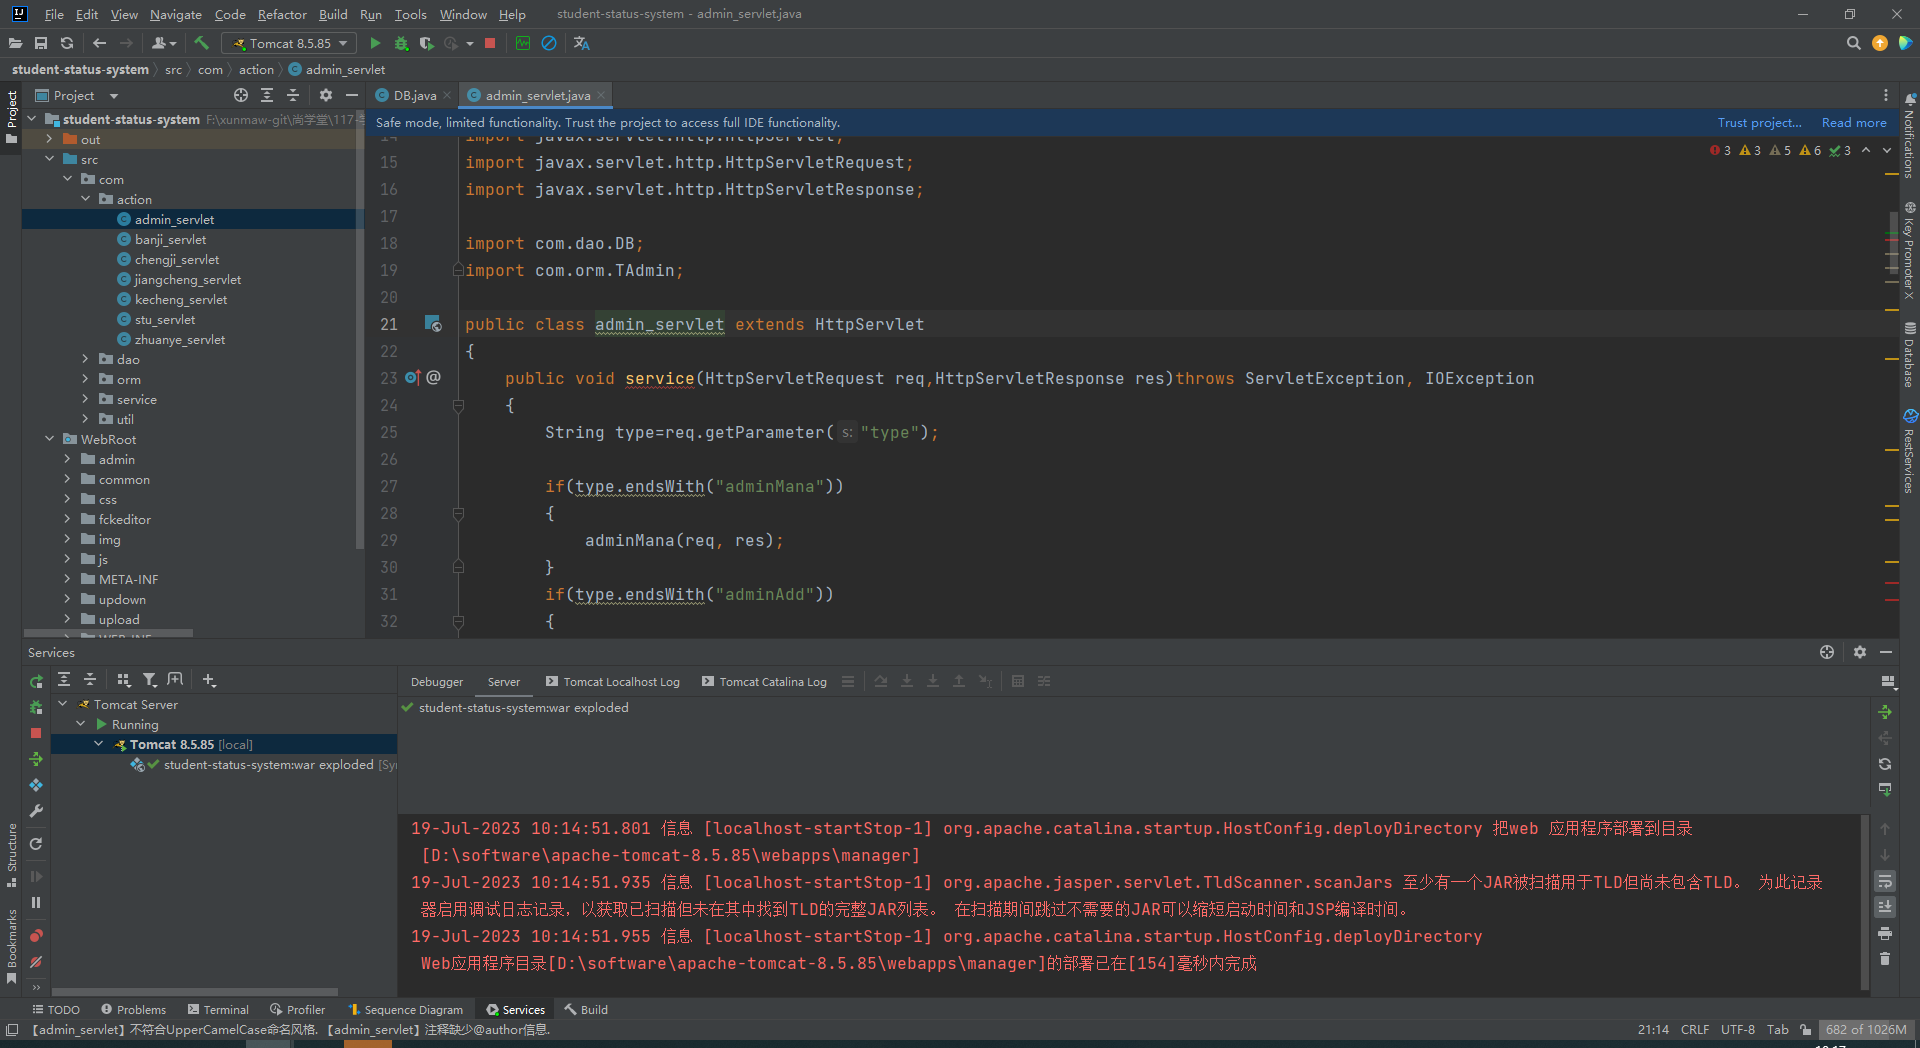 File Edit View Navigate Code Refactor Build Run Tools Window Help student-status-system - admin_servlet.java
Tomcat 8.5.85
student-status-system src com action admin_servlet
Project
Project
DB.java
admin_servlet.java
student-status-system F:\xunmaw-git\尚学堂\117-
out
src
com
action
admin_servlet
banji_servlet
chengji_servlet
jiangcheng_servlet
kecheng_servlet
stu_servlet
zhuanye_servlet
dao
orm
service
util
WebRoot
admin
common
css
fckeditor
img
js
META-INF
updown
upload
WEB-INF
Safe mode, limited functionality. Trust the project to access full IDE functionality. Trust project... Read more
3 3 5 6 3
14 import javax.servlet.http.HttpServlet;
15 import javax.servlet.http.HttpServletRequest;
16 import javax.servlet.http.HttpServletResponse;
17
18 import com.dao.DB;
19 import com.orm.TAdmin;
20
21 public class admin_servlet extends HttpServlet
22 {
23 @ public void service(HttpServletRequest req,HttpServletResponse res)throws ServletException, IOException
24 {
25 String type=req.getParameter( s: "type");
26
27 if(type.endsWith("adminMana"))
28 {
29 adminMana(req, res);
30 }
31 if(type.endsWith("adminAdd"))
32 {
Notifications
Key Promoter X
Database
RestServices
Services
Tomcat Server
Running
Tomcat 8.5.85 [local]
student-status-system:war exploded [Syn
Debugger Server Tomcat Localhost Log Tomcat Catalina Log
student-status-system:war exploded
19-Jul-2023 10:14:51.801 信息 [localhost-startStop-1] org.apache.catalina.startup.HostConfig.deployDirectory 把web 应用程序部署到目录
[D:\software\apache-tomcat-8.5.85\webapps\manager]
19-Jul-2023 10:14:51.935 信息 [localhost-startStop-1] org.apache.jasper.servlet.TldScanner.scanJars 至少有一个JAR被扫描用于TLD但尚未包含TLD。 为此记录
器启用调试日志记录，以获取已扫描但未在其中找到TLD的完整JAR列表。 在扫描期间跳过不需要的JAR可以缩短启动时间和JSP编译时间。
19-Jul-2023 10:14:51.955 信息 [localhost-startStop-1] org.apache.catalina.startup.HostConfig.deployDirectory
Web应用程序目录[D:\software\apache-tomcat-8.5.85\webapps\manager]的部署已在[154]毫秒内完成
Structure
Bookmarks
TODO Problems Terminal Profiler Sequence Diagram Services Build
【admin_servlet】不符合UpperCamelCase命名风格. 【admin_servlet】注释缺少@author信息. 21:14 CRLF UTF-8 Tab 682 of 1026M